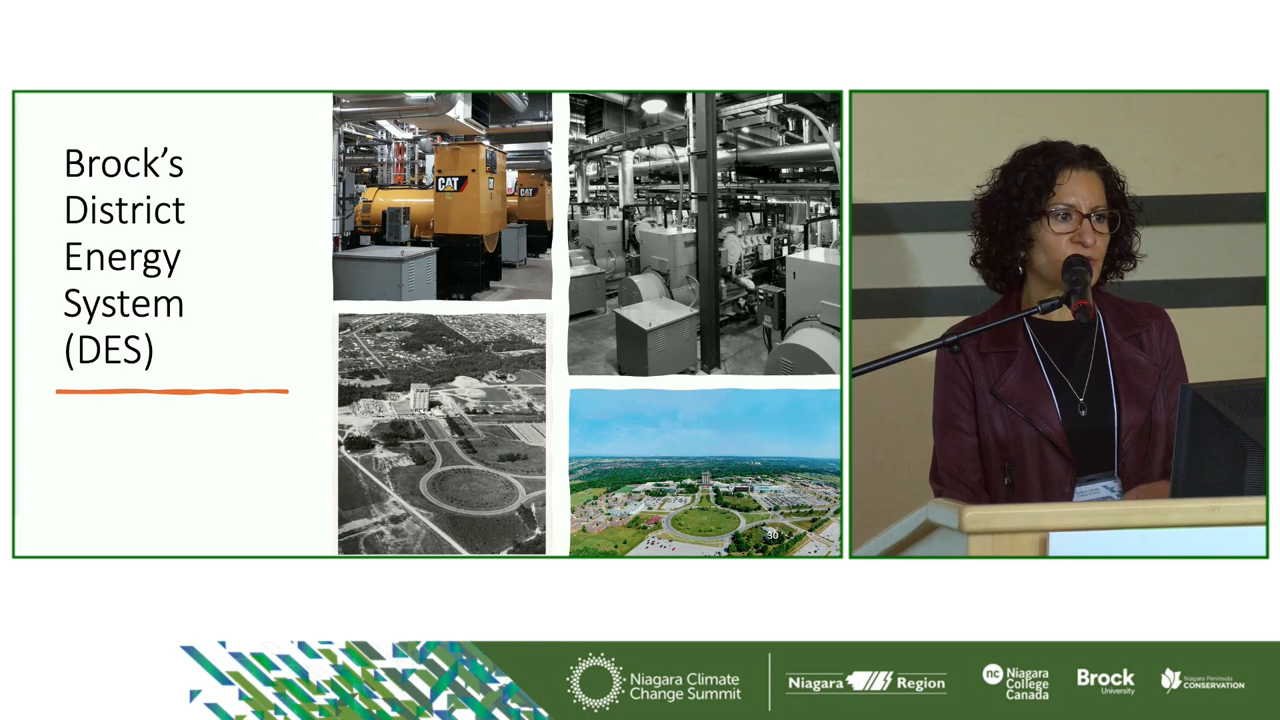 Brock's
District
Energy
System
(DES)
CAT
CAT
30
Niagara Climate
Change Summit
Niagara Region
nc
Niagara
College
Canada
Brock
University
Niagara Peninsula
CONSERVATION